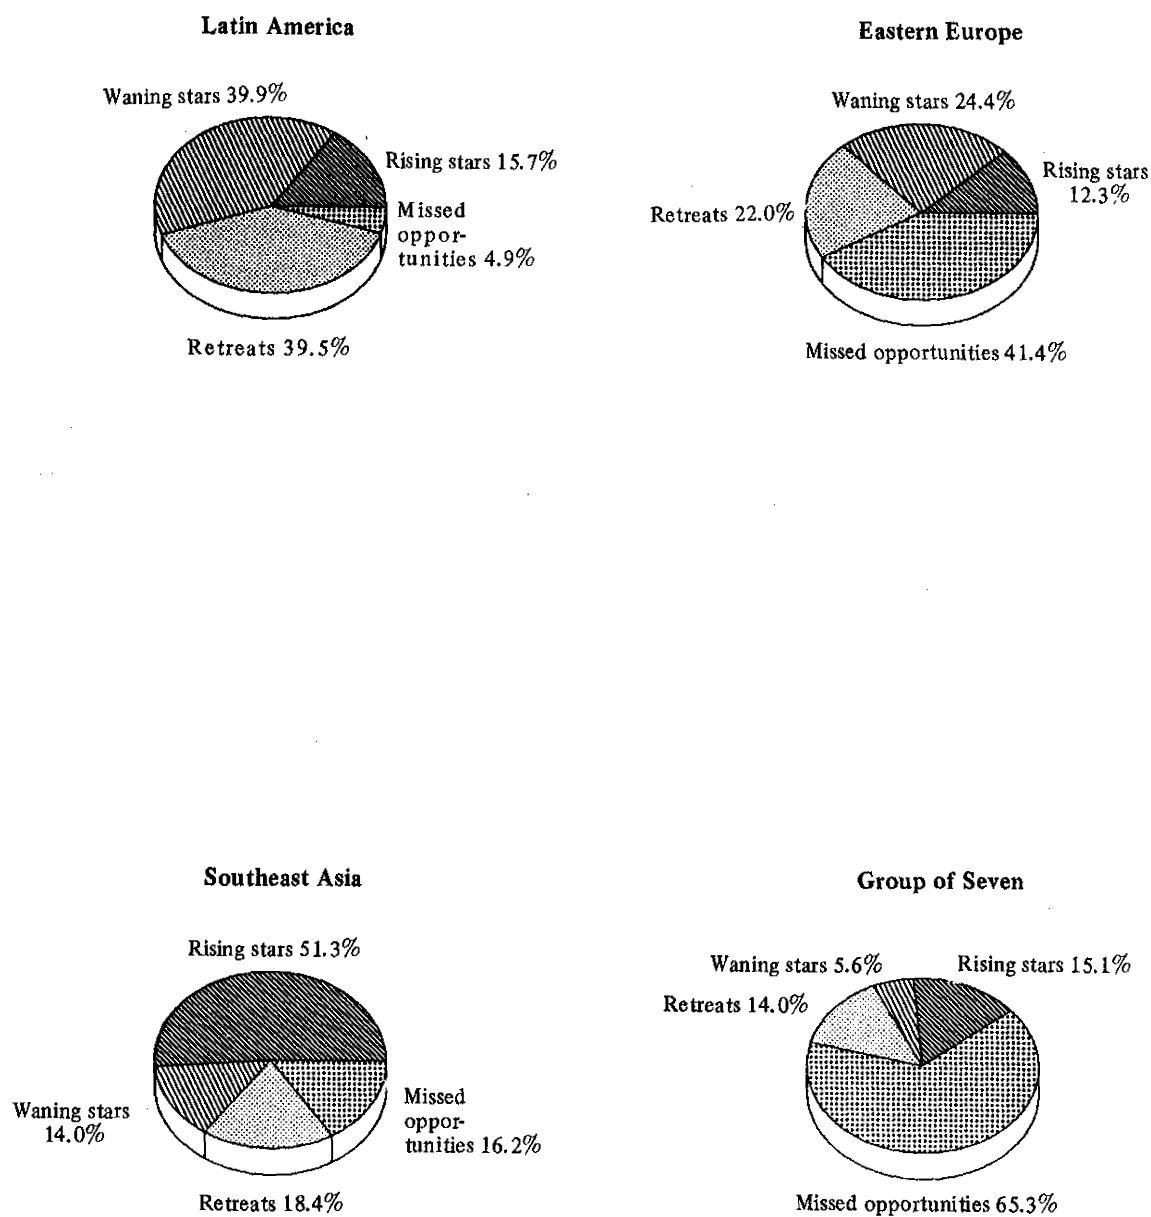 Latin America
Waning stars 39.9%
Rising stars 15.7%
Missed
oppor-
tunities 4.9%
Retreats 39.5%
Eastern Europe
Waning stars 24.4%
Rising stars
12.3%
Retreats 22.0%
Missed opportunities 41.4%
Southeast Asia
Rising stars 51.3%
Waning stars
14.0%
Missed
oppor-
tunities 16.2%
Retreats 18.4%
Group of Seven
Waning stars 5.6%
Rising stars 15.1%
Retreats 14.0%
Missed opportunities 65.3%